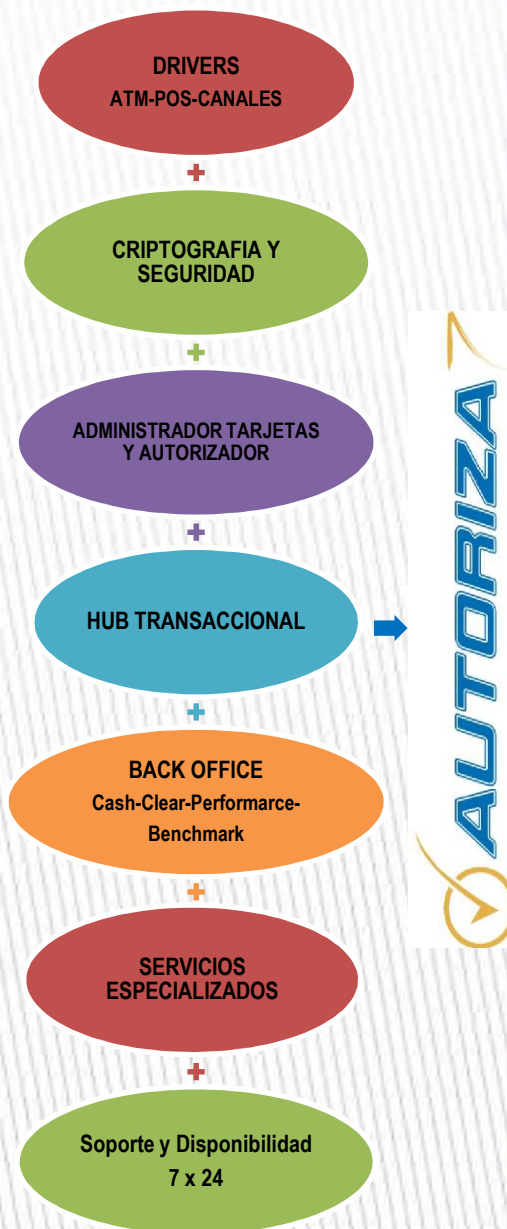 DRIVERS
ATM-POS-CANALES
CRIPTOGRAFIA Y
SEGURIDAD
ADMINISTRADOR TARJETAS
Y AUTORIZADOR
HUB TRANSACCIONAL
BACK OFFICE
Cash-Clear-Performarce-
Benchmark
SERVICIOS
ESPECIALIZADOS
Soporte y Disponibilidad
7 x 24
AUTORIZA7